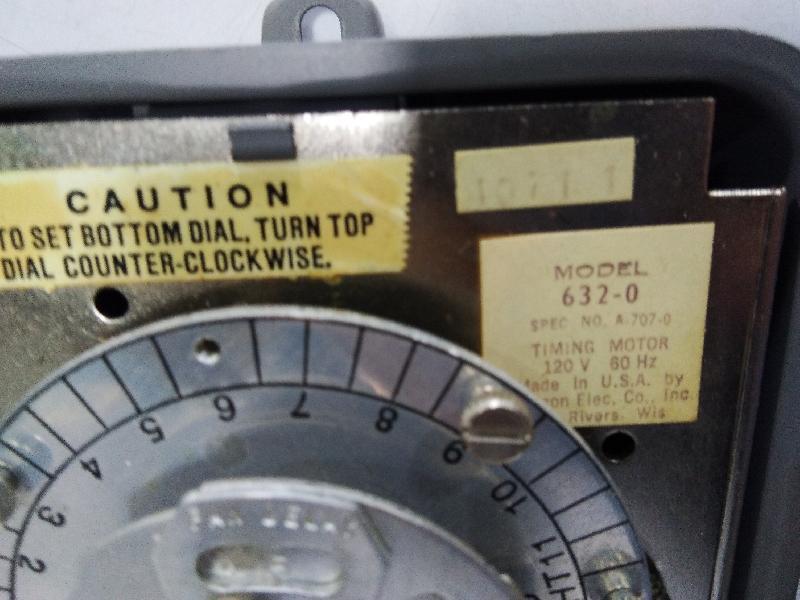 CAUTION
TO SET BOTTOM DIAL, TURN TOP
DIAL COUNTER-CLOCKWISE.
MODEL
632-0
SPEC NO. A-707-0
TIMING MOTOR
120 V 60 Hz
Made In U.S.A. by
Elec. Co., Inc.
Rivers, Wis
2
3
4
5
6
7
8
9
10
11